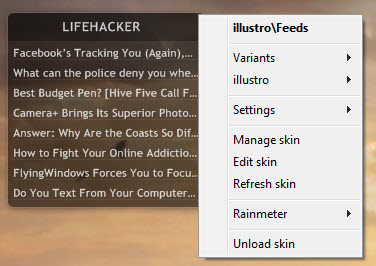 LIFEHACKER
Facebook's Tracking You (Again),...
What can the police deny you whe...
Best Budget Pen? [Hive Five Call F...
Camera+ Brings Its Superior Photo...
Answer: Why Are the Coasts So Dif...
How to Fight Your Online Addictio...
FlyingWindows Forces You to Focu...
Do You Text From Your Computer...
illustro\Feeds
Variants
illustro
Settings
Manage skin
Edit skin
Refresh skin
Rainmeter
Unload skin